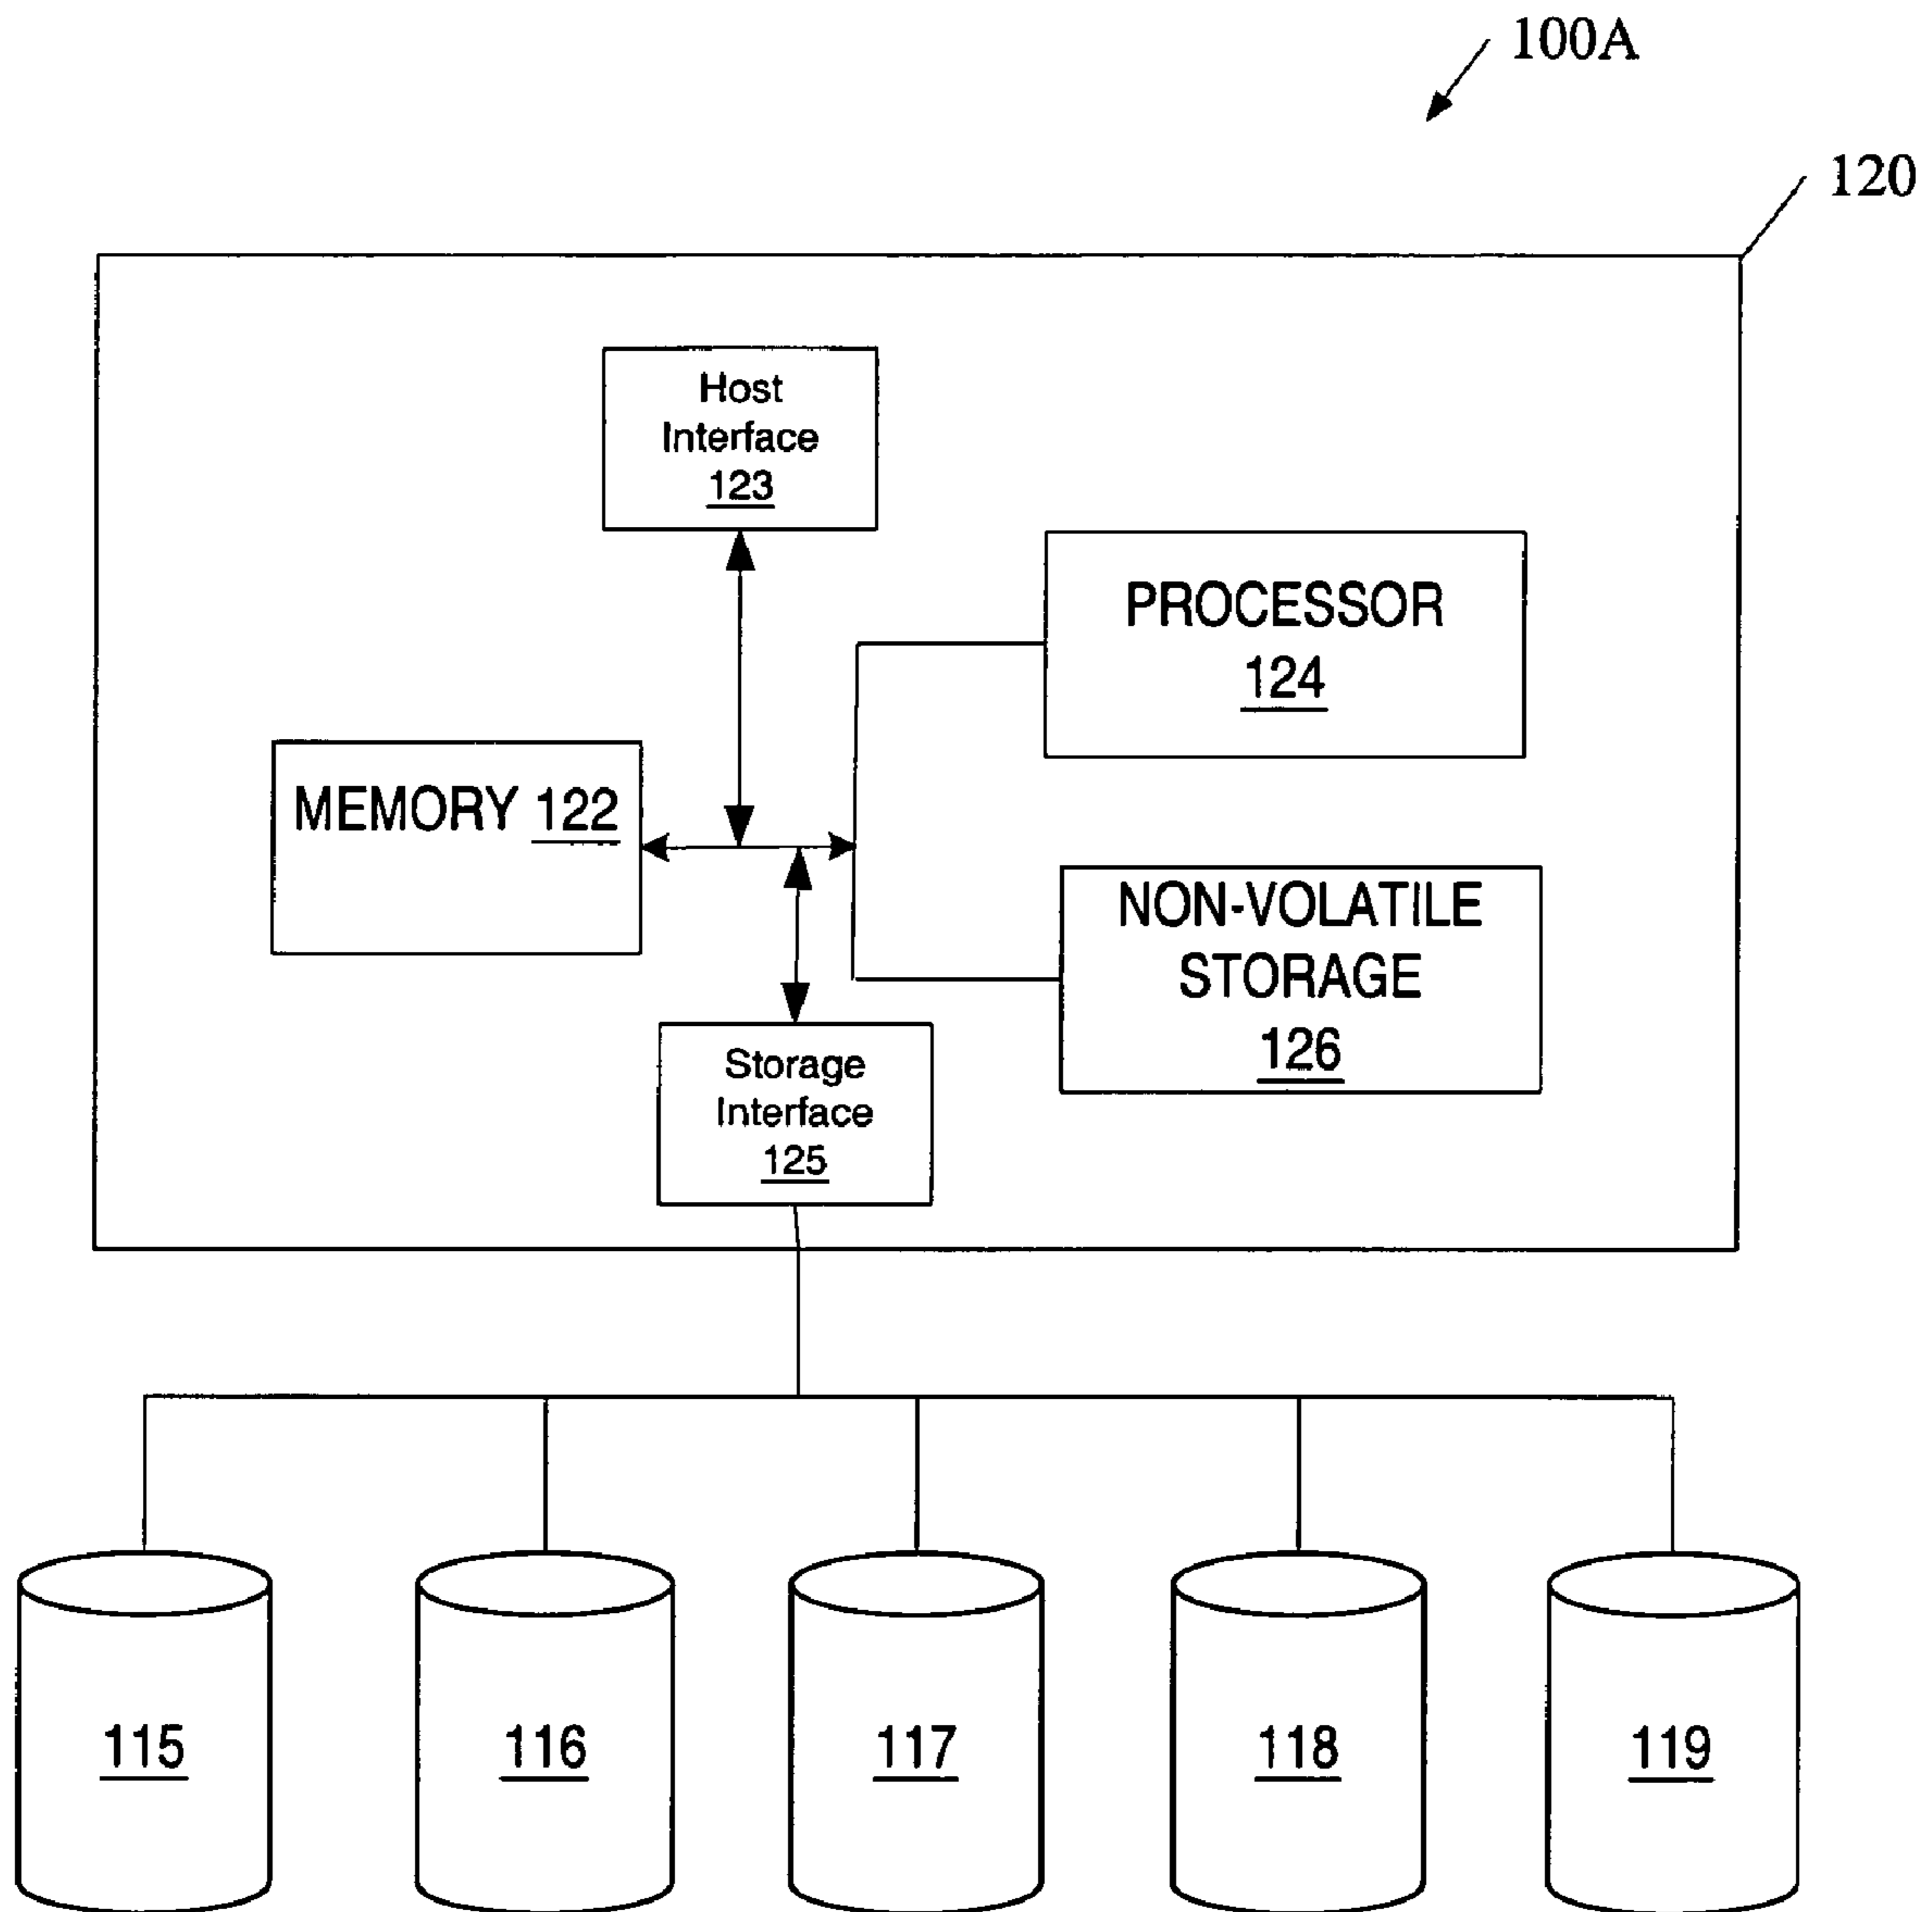 100A
120
Host
Interface
123
PROCESSOR
124
MEMORY 122
NON-VOLATILE
STORAGE
126
Storage
Interface
125
115
116
117
118
119